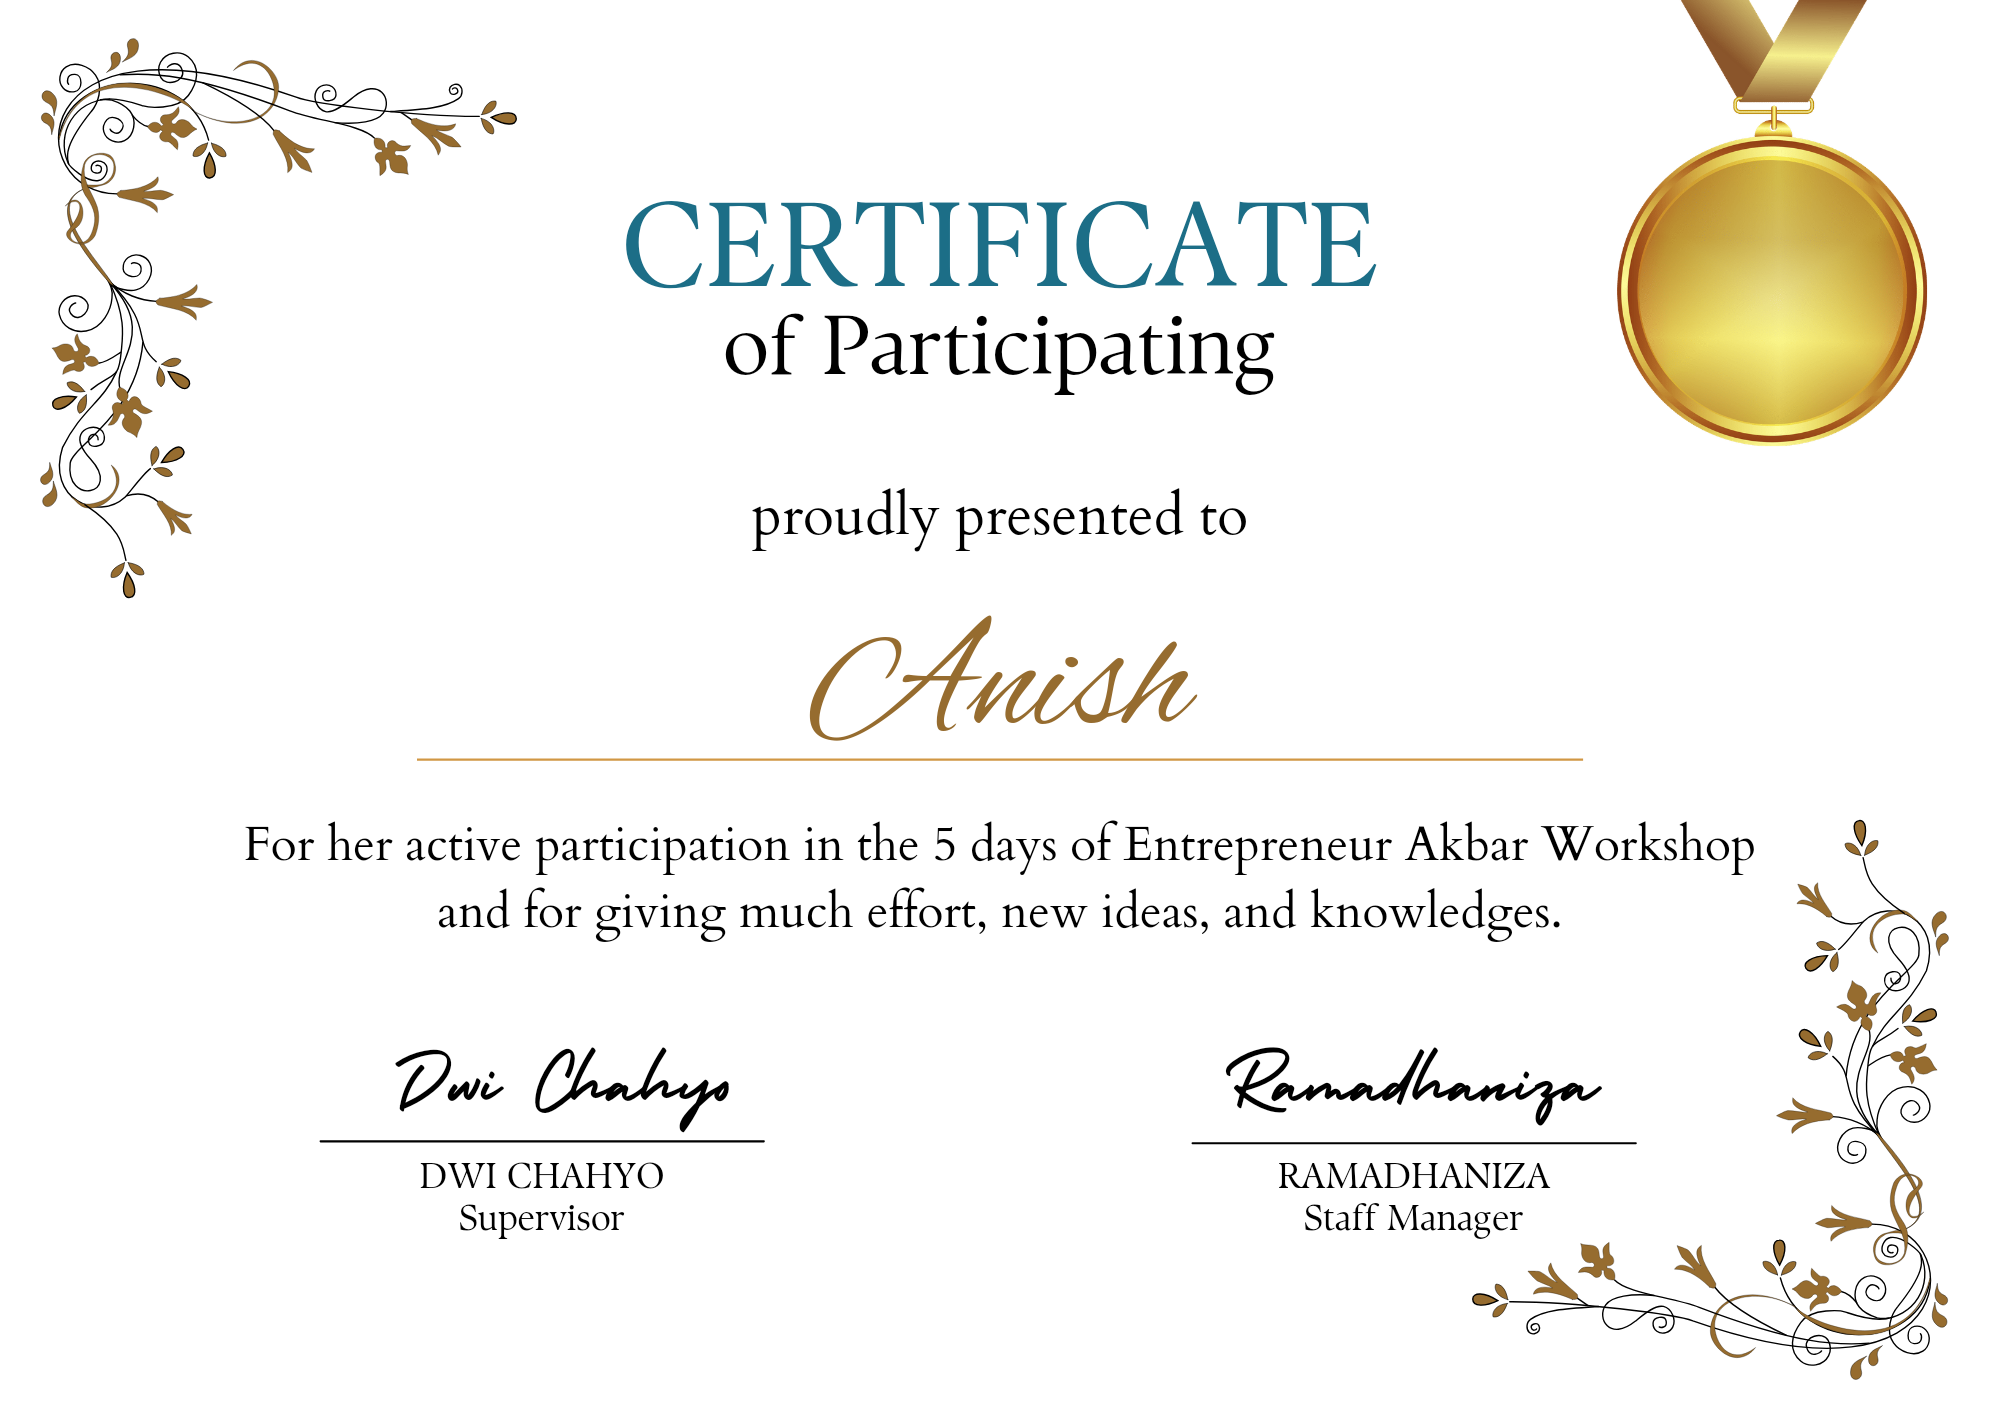 CERTIFICATE
of Participating
proudly presented to
Anish
For her active participation in the 5 days of Entrepreneur Akbar Workshop
and for giving much effort, new ideas, and knowledges.
Dwi Chahyo
DWI CHAHYO
Supervisor
Ramadhaniza
RAMADHANIZA
Staff Manager